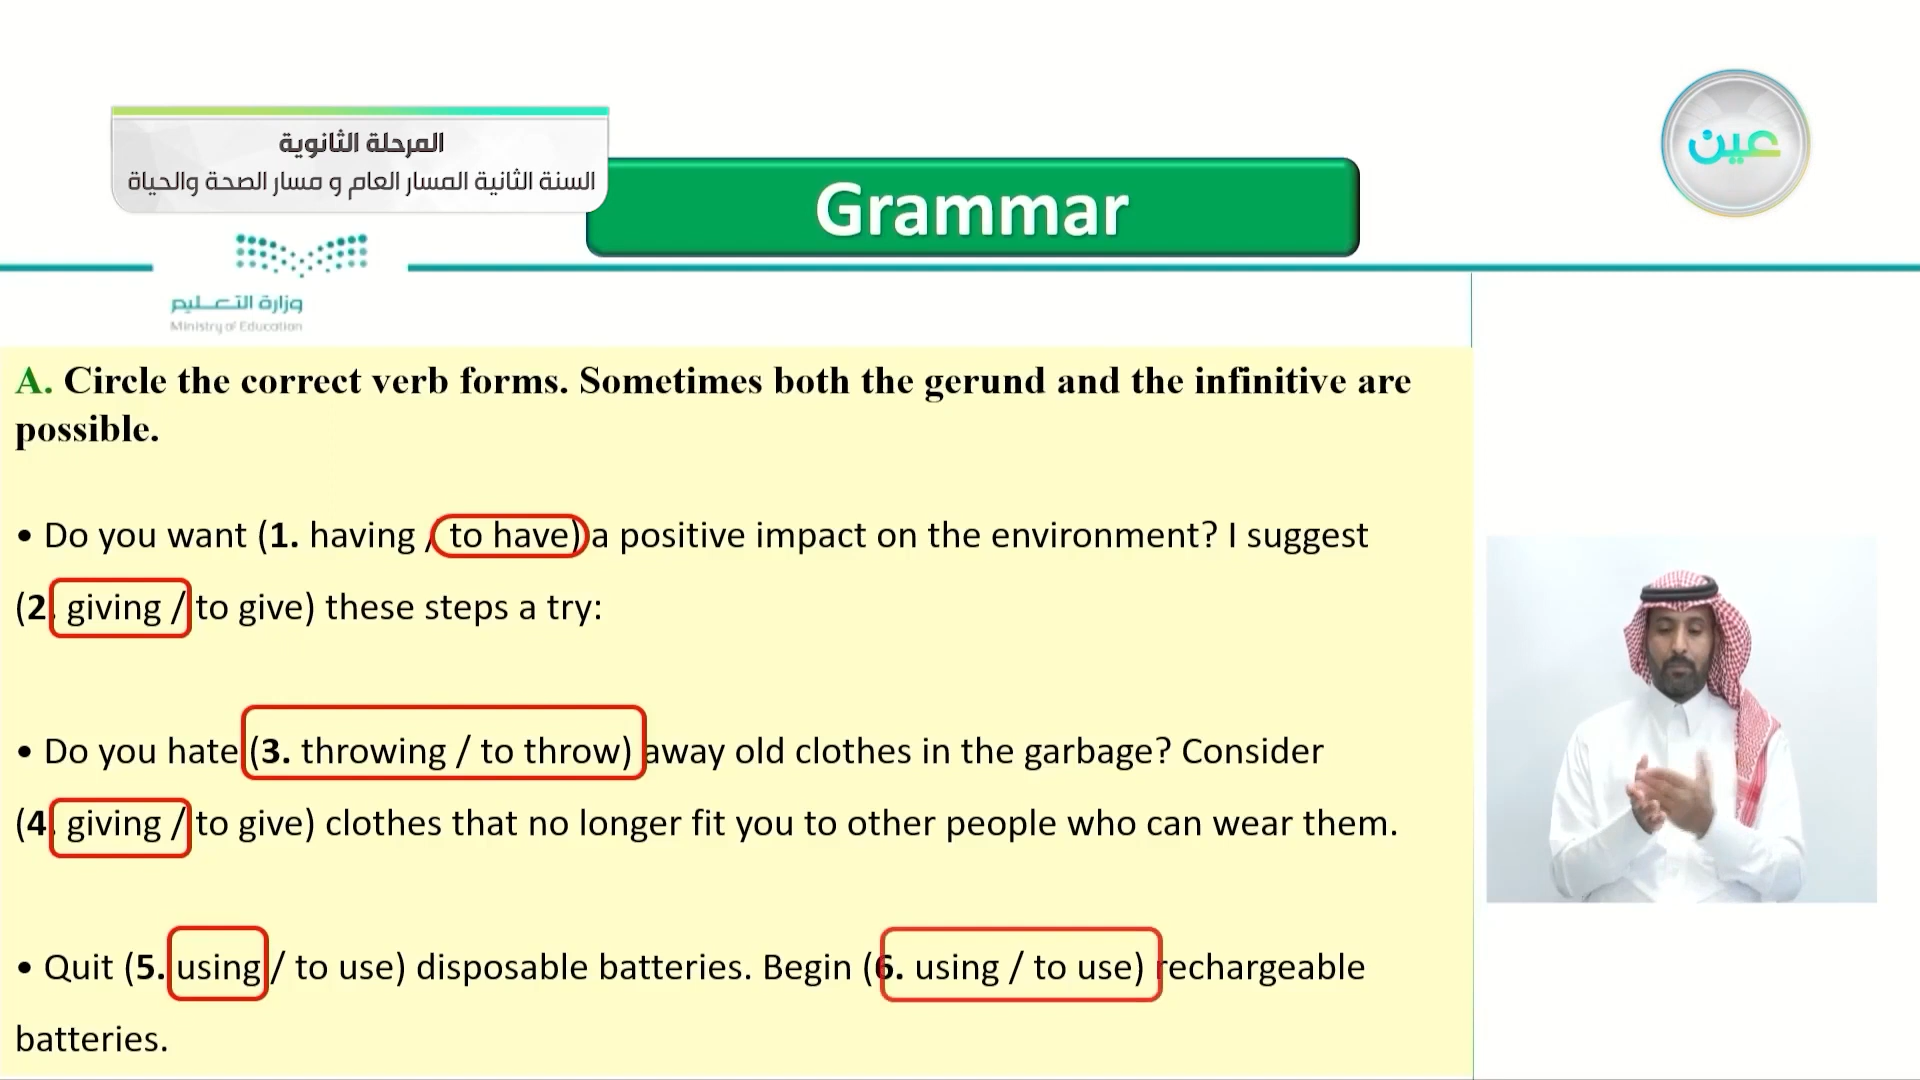 المرحلة الثانوية
السنة الثانية المسار العام و مسار الصحة والحياة
Grammar
عين
وزارة التعليم
Ministry of Education
A. Circle the correct verb forms. Sometimes both the gerund and the infinitive are
possible.
• Do you want (1. having / to have) a positive impact on the environment? I suggest
(2. giving / to give) these steps a try:
• Do you hate (3. throwing / to throw) away old clothes in the garbage? Consider
(4. giving / to give) clothes that no longer fit you to other people who can wear them.
• Quit (5. using / to use) disposable batteries. Begin (6. using / to use) rechargeable
batteries.